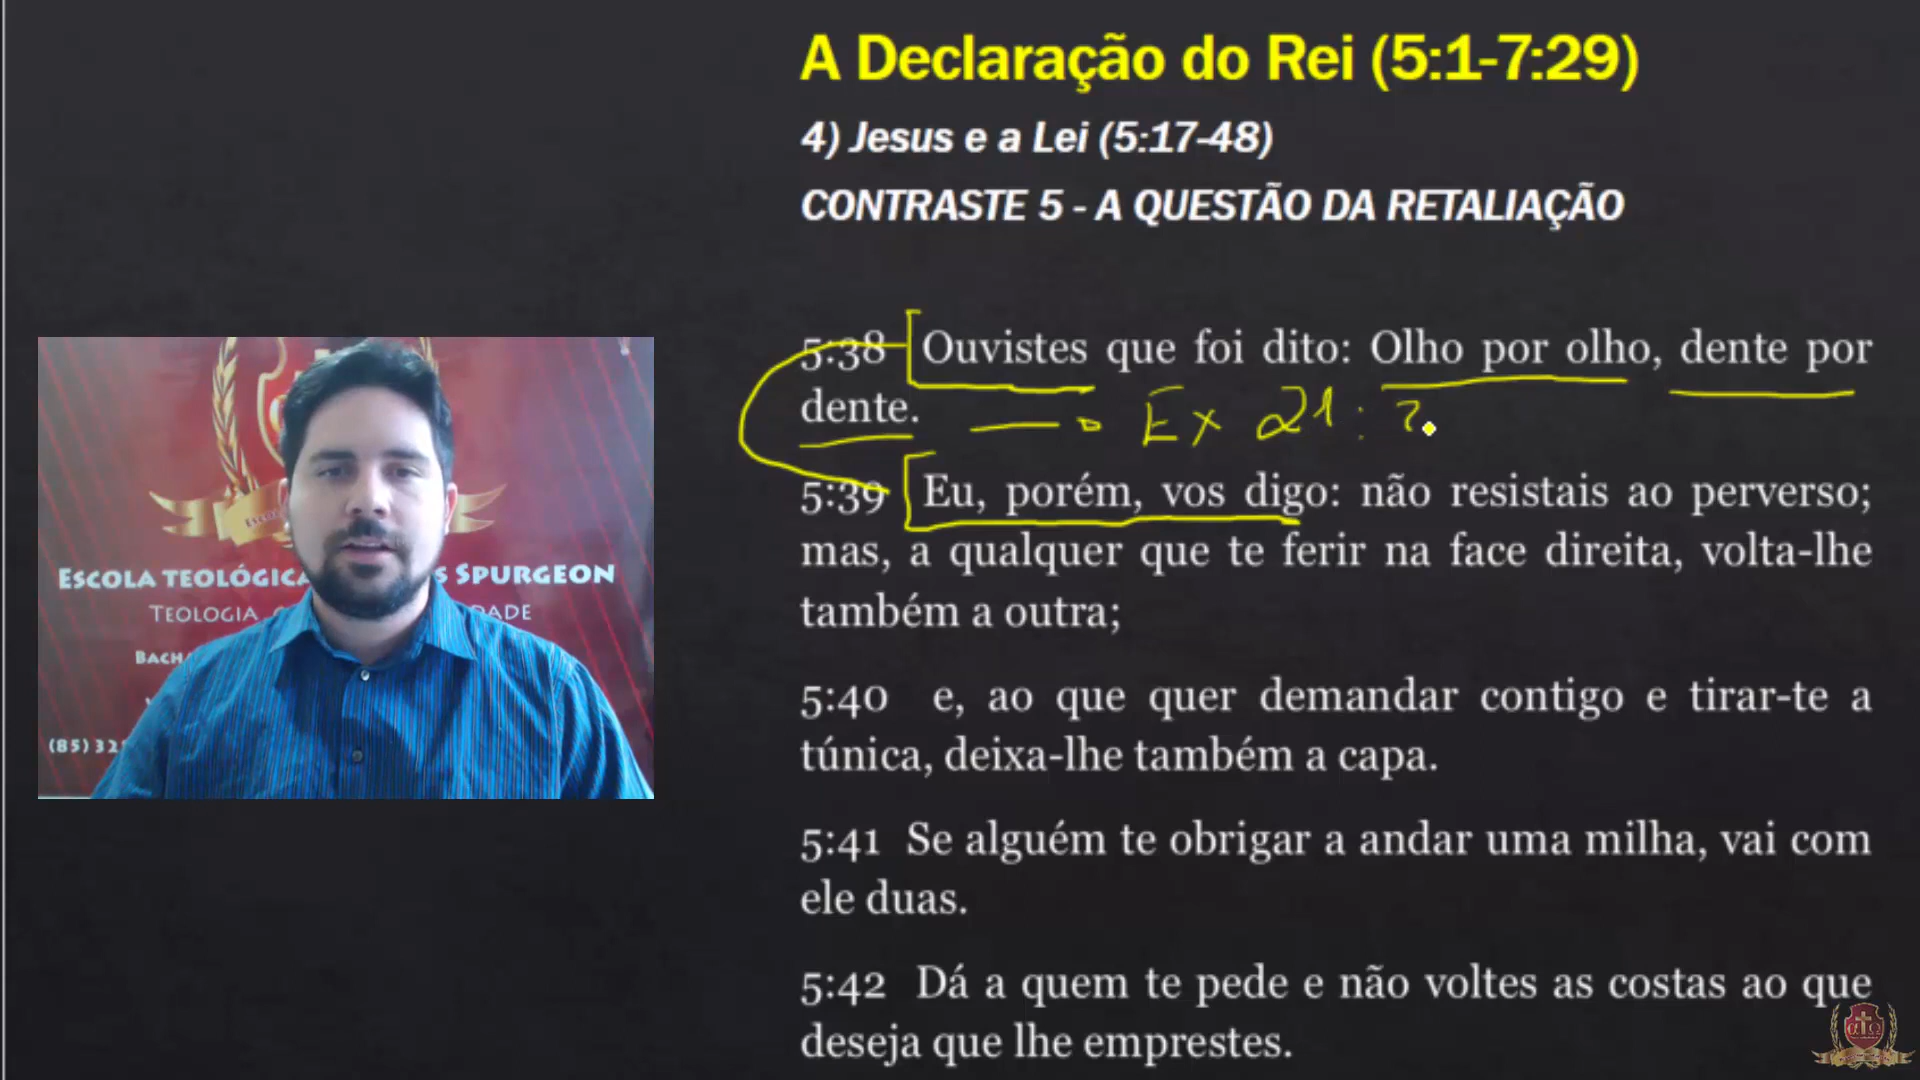 A Declaração do Rei (5:1-7:29)
4) Jesus e a Lei (5:17-48)
CONTRASTE 5 - A QUESTÃO DA RETALIAÇÃO
5:38 Ouvistes que foi dito: Olho por olho, dente por
dente.
Ex 21:
5:39 Eu, porém, vos digo: não resistais ao perverso;
mas, a qualquer que te ferir na face direita, volta-lhe
também a outra;
5:40 e, ao que quer demandar contigo e tirar-te a
túnica, deixa-lhe também a capa.
5:41 Se alguém te obrigar a andar uma milha, vai com
ele duas.
5:42 Dá a quem te pede e não voltes as costas ao que
deseja que lhe emprestes.
ESCOLA TEOLÓGICA S SPURGEON
TEOLOGIA DADE
BACHA
(85) 32